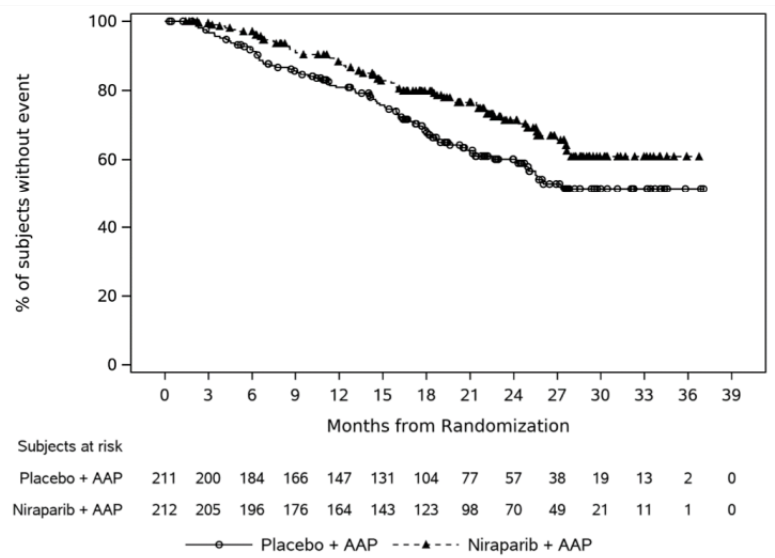 % of subjects without event
100
80
60
40
20
0
0 3 6 9 12 15 18 21 24 27 30 33 36 39
Months from Randomization
Subjects at risk
Placebo + AAP 211 200 184 166 147 131 104 77 57 38 19 13 2 0
Niraparib + AAP 212 205 196 176 164 143 123 98 70 49 21 11 1 0
Placebo + AAP Niraparib + AAP